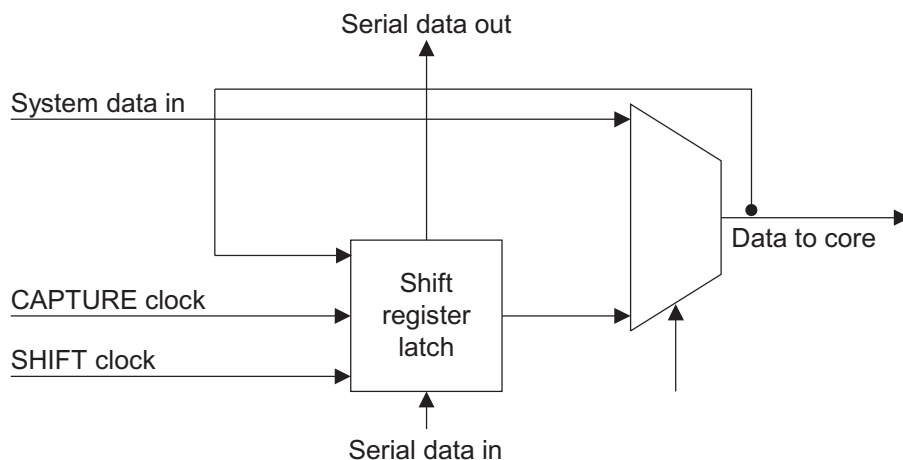 Serial data out
System data in
Data to core
Shift
register
latch
CAPTURE clock
SHIFT clock
Serial data in